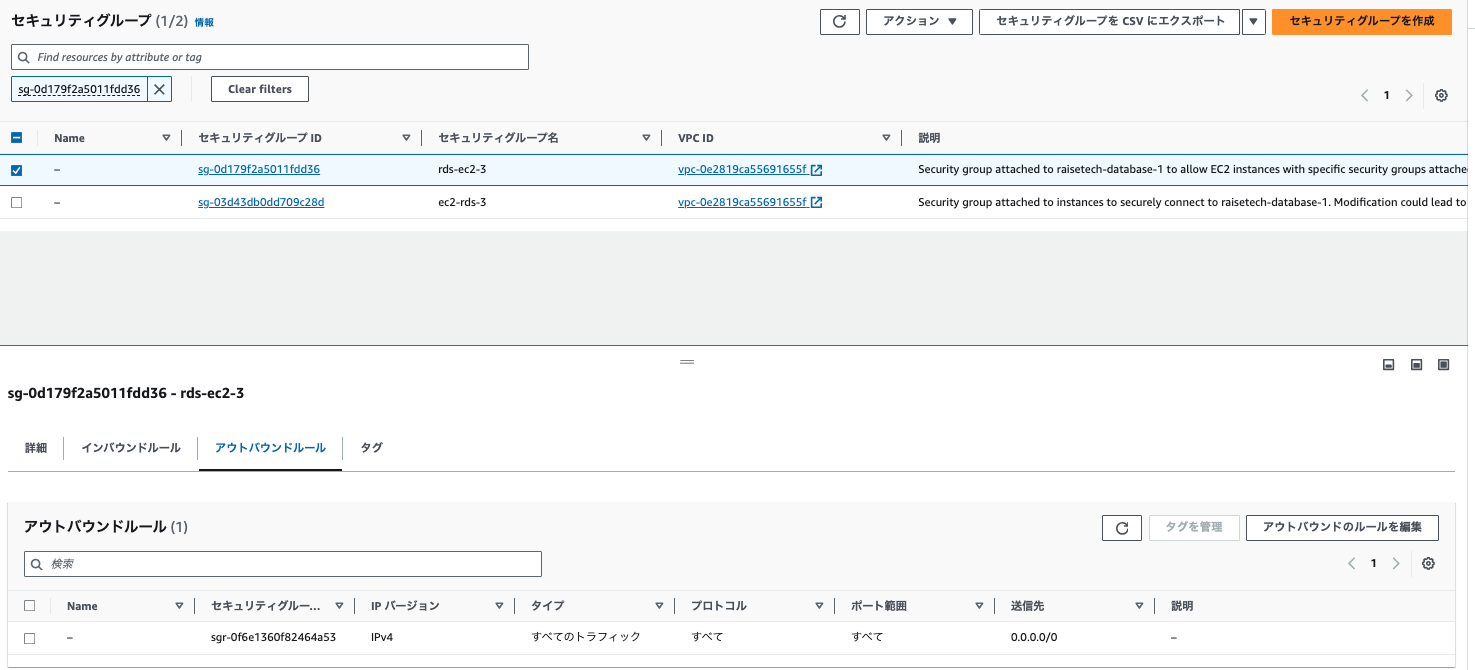 セキュリティグループ (1/2) 情報
アクション
セキュリティグループを CSV にエクスポート
セキュリティグループを作成
Find resources by attribute or tag
sg-0d179f2a5011fdd36
Clear filters
1
Name セキュリティグループ ID セキュリティグループ名 VPC ID 説明
– sg-0d179f2a5011fdd36 rds-ec2-3 vpc-0e2819ca55691655f Security group attached to raisetech-database-1 to allow EC2 instances with specific security groups attache
– sg-03d43db0dd709c28d ec2-rds-3 vpc-0e2819ca55691655f Security group attached to instances to securely connect to raisetech-database-1. Modification could lead to
sg-0d179f2a5011fdd36 - rds-ec2-3
詳細 インバウンドルール アウトバウンドルール タグ
アウトバウンドルール (1)
タグを管理
アウトバウンドのルールを編集
検索
1
Name セキュリティグルー... IP バージョン タイプ プロトコル ポート範囲 送信先 説明
– sgr-0f6e1360f82464a53 IPv4 すべてのトラフィック すべて すべて 0.0.0.0/0 –